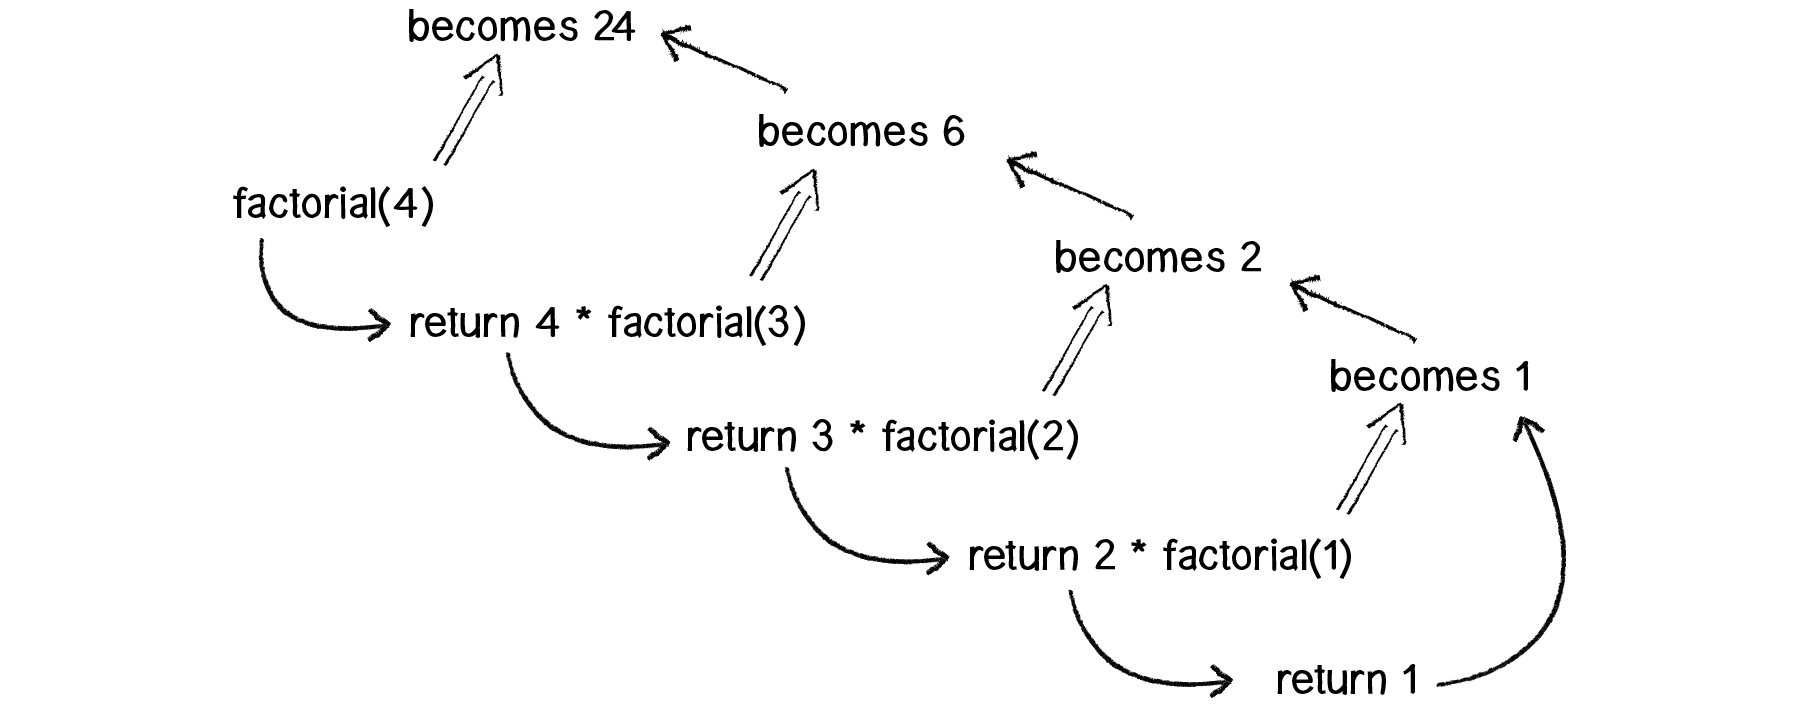 becomes 24
becomes 6
factorial(4)
becomes 2
return 4 * factorial(3)
becomes 1
return 3 * factorial(2)
return 2 * factorial(1)
return 1